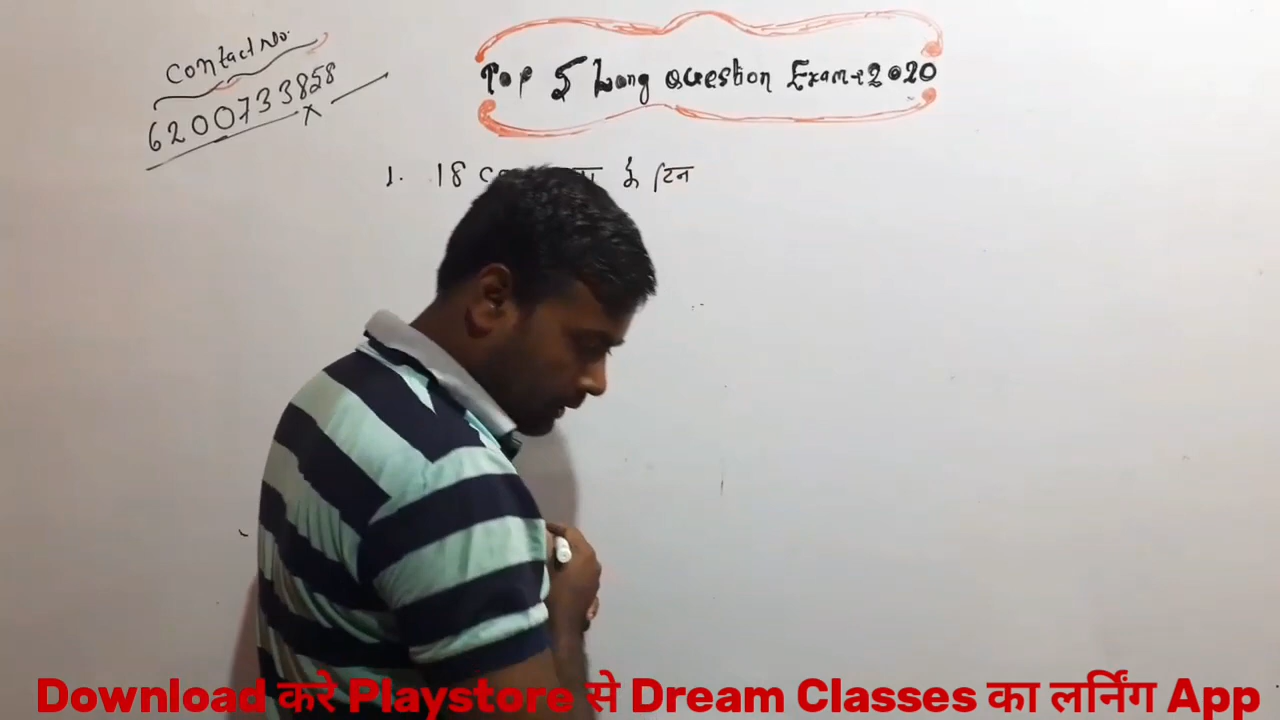 Contact No.
6200733858
x
Top 5 Long Question Exam-2020
1. 18 के टिन
Download करे Playstore से Dream Classes का लर्निंग App